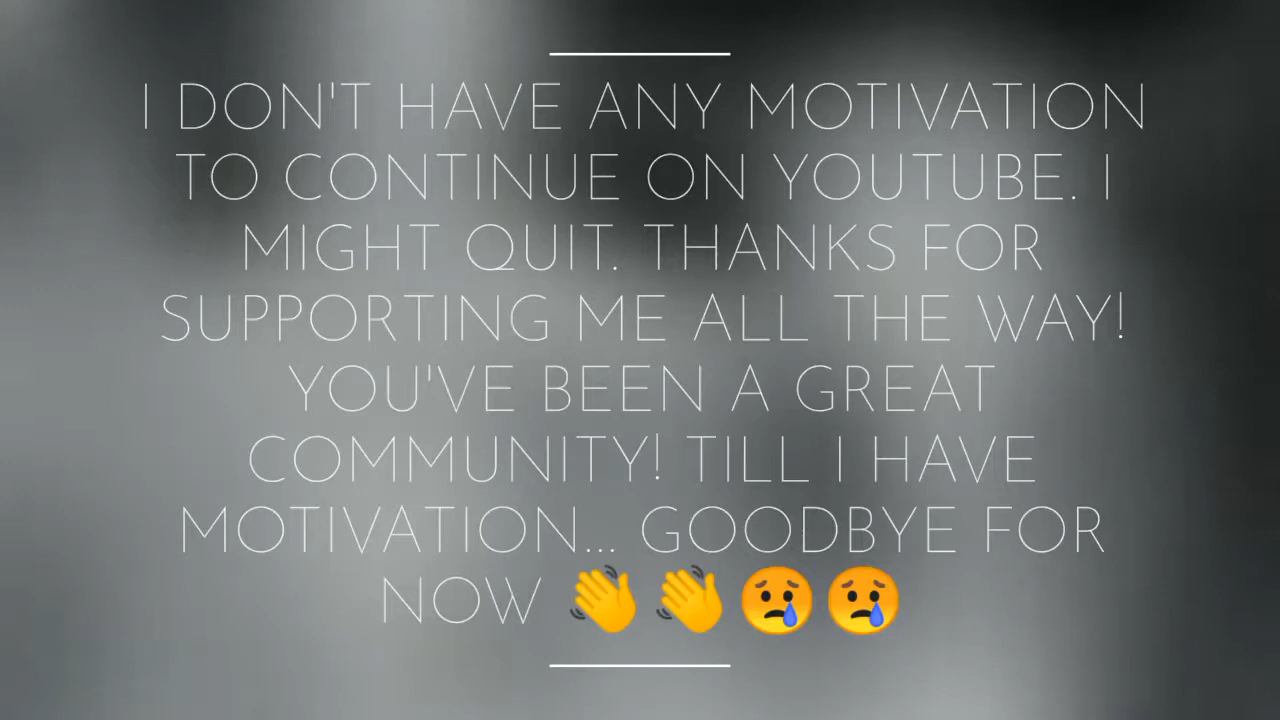 I DON'T HAVE ANY MOTIVATION
TO CONTINUE ON YOUTUBE. I
MIGHT QUIT. THANKS FOR
SUPPORTING ME ALL THE WAY!
YOU'VE BEEN A GREAT
COMMUNITY! TILL I HAVE
MOTIVATION... GOODBYE FOR
NOW 👋 👋 😢 😢